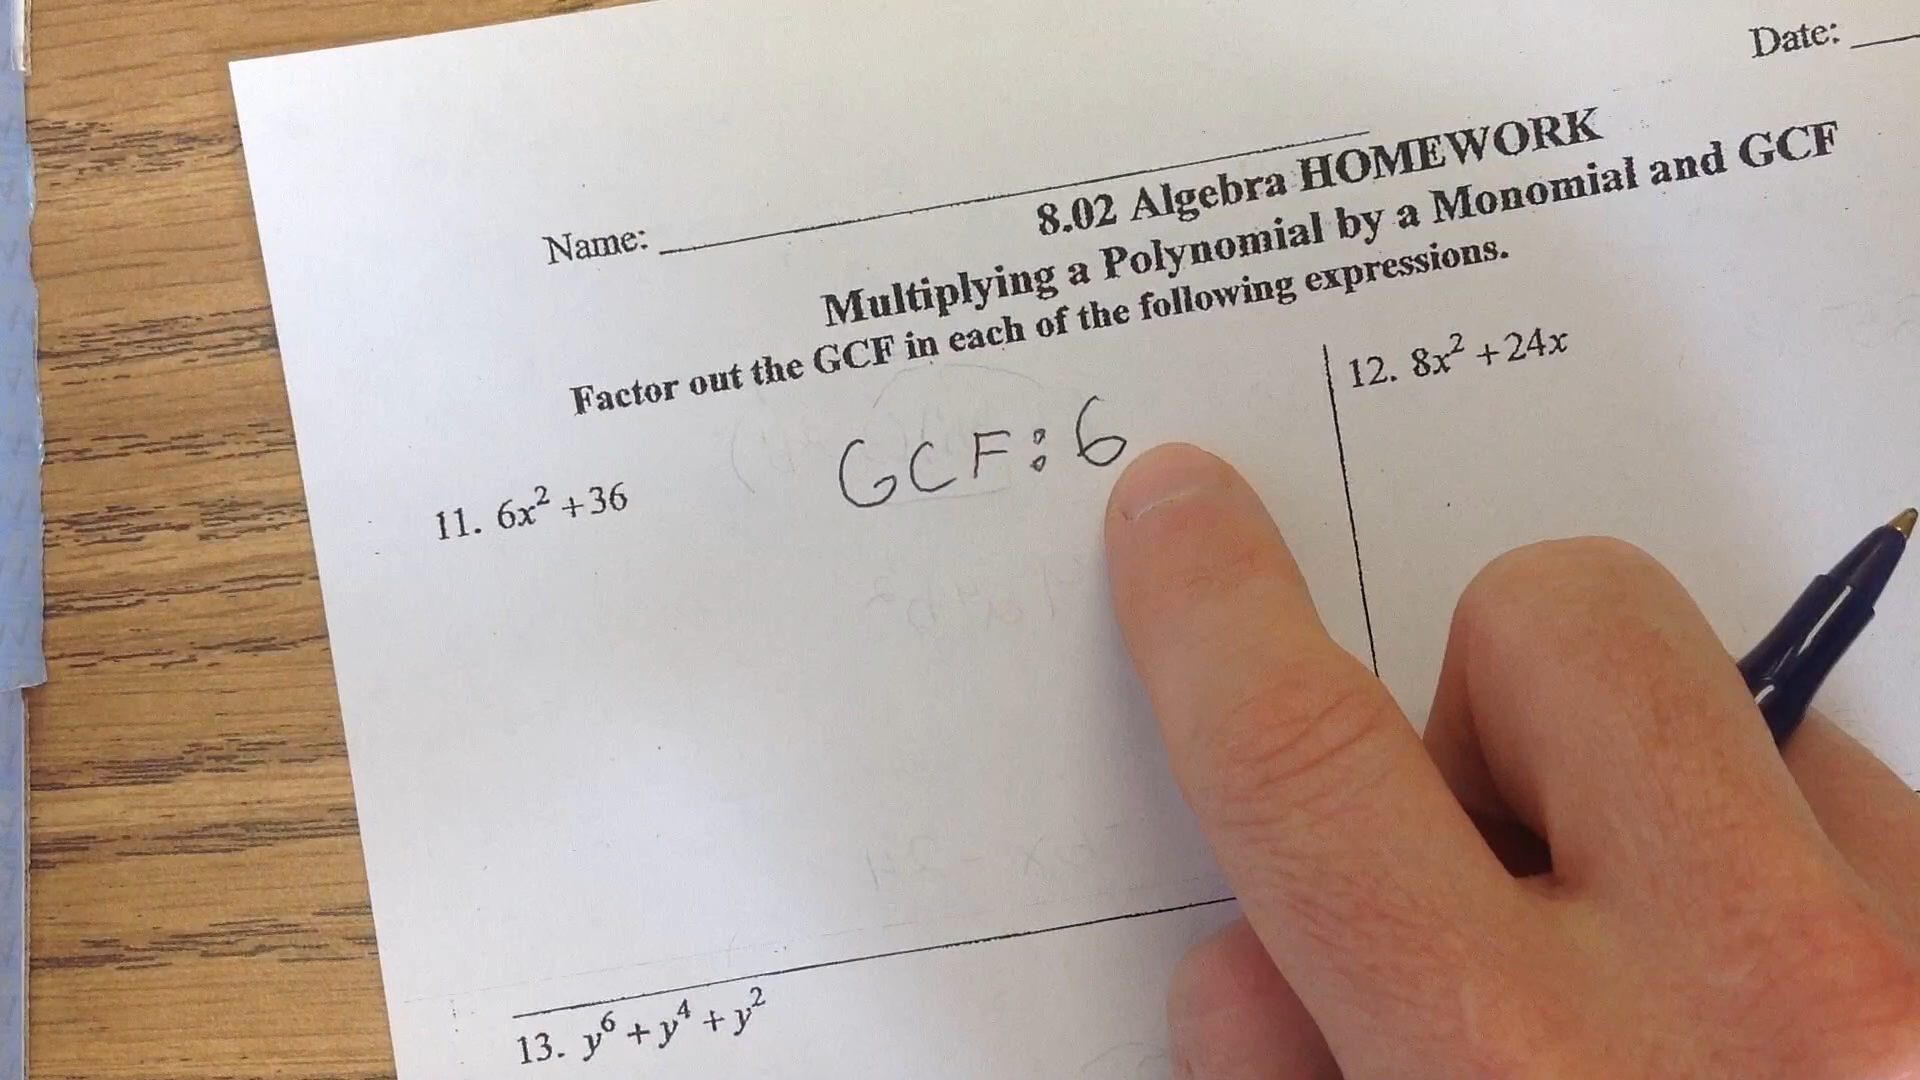 Date:
Name:
8.02 Algebra HOMEWORK
Multiplying a Polynomial by a Monomial and GCF
Factor out the GCF in each of the following expressions.
11. 6x² + 36
GCF: 6
12. 8x² + 24x
13. y⁶ + y⁴ + y²